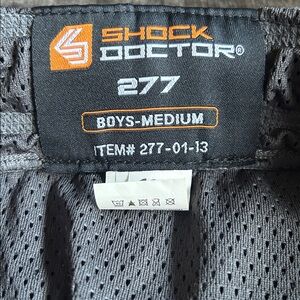 SHOCK
DOCTOR®
277
BOYS-MEDIUM
ITEM# 277-01-13